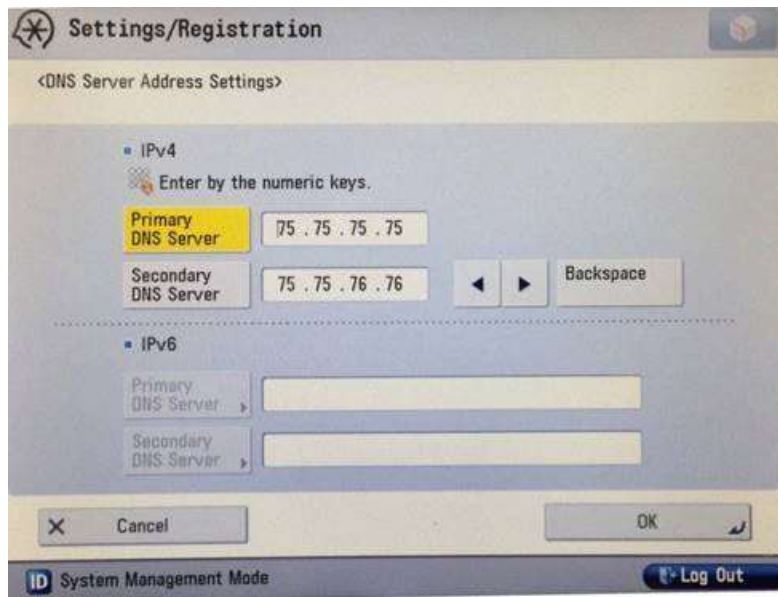 Settings/Registration
<DNS Server Address Settings>
IPv4
Enter by the numeric keys.
Primary
DNS Server
75 . 75 . 75 . 75
Secondary
DNS Server
75 . 75 . 76 . 76
Backspace
IPv6
Primary
DNS Server
Secondary
DNS Server
Cancel
OK
ID System Management Mode
Log Out